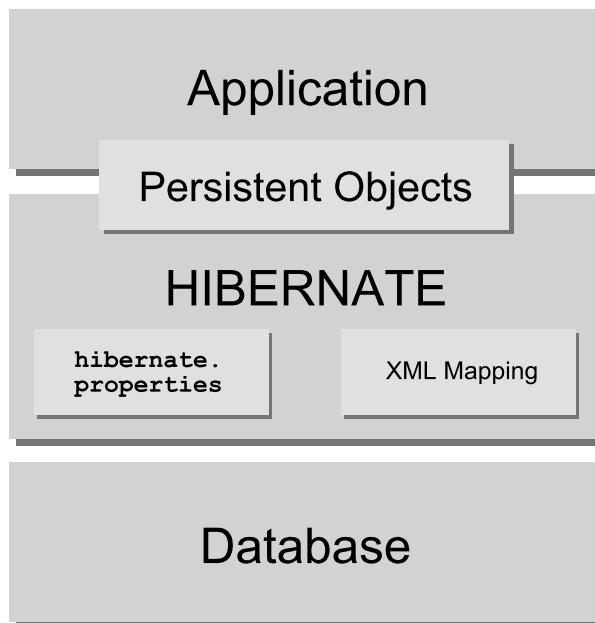 Application
Persistent Objects
HIBERNATE
hibernate.
properties
XML Mapping
Database